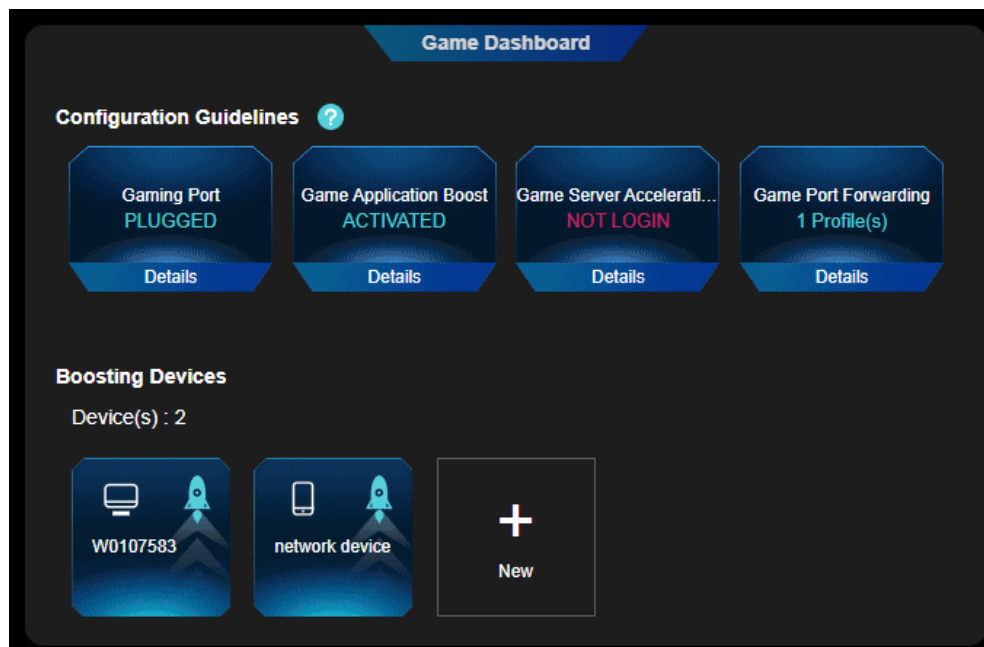 Game Dashboard
Configuration Guidelines ?
Gaming Port
PLUGGED
Details
Game Application Boost
ACTIVATED
Details
Game Server Accelerati...
NOT LOGIN
Details
Game Port Forwarding
1 Profile(s)
Details
Boosting Devices
Device(s) : 2
W0107583
network device
+
New